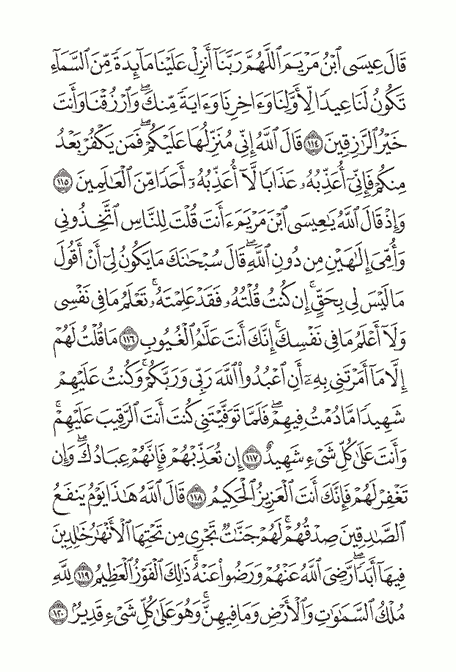 قَالَ عِيسَى ٱبْنُ مَرْيَمَ ٱللَّهُمَّ رَبَّنَآ أَنزِلْ عَلَيْنَا مَآئِدَةً مِّنَ ٱلسَّمَآءِ
تَكُونُ لَنَا عِيدًا لِّأَوَّلِنَا وَءَاخِرِنَا وَءَايَةً مِّنكَۖ وَٱرْزُقْنَا وَأَنتَ
خَيْرُ ٱلرَّٰزِقِينَ ١١٤ قَالَ ٱللَّهُ إِنِّي مُنَزِّلُهَا عَلَيْكُمْۖ فَمَن يَكْفُرْ بَعْدُ
مِنكُمْ فَإِنِّيٓ أُعَذِّبُهُۥ عَذَابًا لَّآ أُعَذِّبُهُۥٓ أَحَدًا مِّنَ ٱلْعَٰلَمِينَ ١١٥
وَإِذْ قَالَ ٱللَّهُ يَٰعِيسَى ٱبْنَ مَرْيَمَ ءَأَنتَ قُلْتَ لِلنَّاسِ ٱتَّخِذُونِي
وَأُمِّيَ إِلَٰهَيْنِ مِن دُونِ ٱللَّهِۖ قَالَ سُبْحَٰنَكَ مَا يَكُونُ لِيٓ أَنْ أَقُولَ
مَا لَيْسَ لِي بِحَقٍّۚ إِن كُنتُ قُلْتُهُۥ فَقَدْ عَلِمْتَهُۥۚ تَعْلَمُ مَا فِي نَفْسِي
وَلَآ أَعْلَمُ مَا فِي نَفْسِكَۚ إِنَّكَ أَنتَ عَلَّٰمُ ٱلْغُيُوبِ ١١٦ مَا قُلْتُ لَهُمْ
إِلَّا مَآ أَمَرْتَنِي بِهِۦٓ أَنِ ٱعْبُدُوا۟ ٱللَّهَ رَبِّي وَرَبَّكُمْۚ وَكُنتُ عَلَيْهِمْ
شَهِيدًا مَّا دُمْتُ فِيهِمْۖ فَلَمَّا تَوَفَّيْتَنِي كُنتَ أَنتَ ٱلرَّقِيبَ عَلَيْهِمْۚ
وَأَنتَ عَلَىٰ كُلِّ شَيْءٍ شَهِيدٌ ١١٧ إِن تُعَذِّبْهُمْ فَإِنَّهُمْ عِبَادُكَۖ وَإِن
تَغْفِرْ لَهُمْ فَإِنَّكَ أَنتَ ٱلْعَزِيزُ ٱلْحَكِيمُ ١١٨ قَالَ ٱللَّهُ هَٰذَا يَوْمُ يَنفَعُ
ٱلصَّٰدِقِينَ صِدْقُهُمْۚ لَهُمْ جَنَّٰتٌ تَجْرِي مِن تَحْتِهَا ٱلْأَنْهَٰرُ خَٰلِدِينَ
فِيهَآ أَبَدًاۖ رَّضِيَ ٱللَّهُ عَنْهُمْ وَرَضُوا۟ عَنْهُۚ ذَٰلِكَ ٱلْفَوْزُ ٱلْعَظِيمُ ١١٩ لِلَّهِ
مُلْكُ ٱلسَّمَٰوَٰتِ وَٱلْأَرْضِ وَمَا فِيهِنَّۚ وَهُوَ عَلَىٰ كُلِّ شَيْءٍ قَدِيرٌۢ ١٢٠